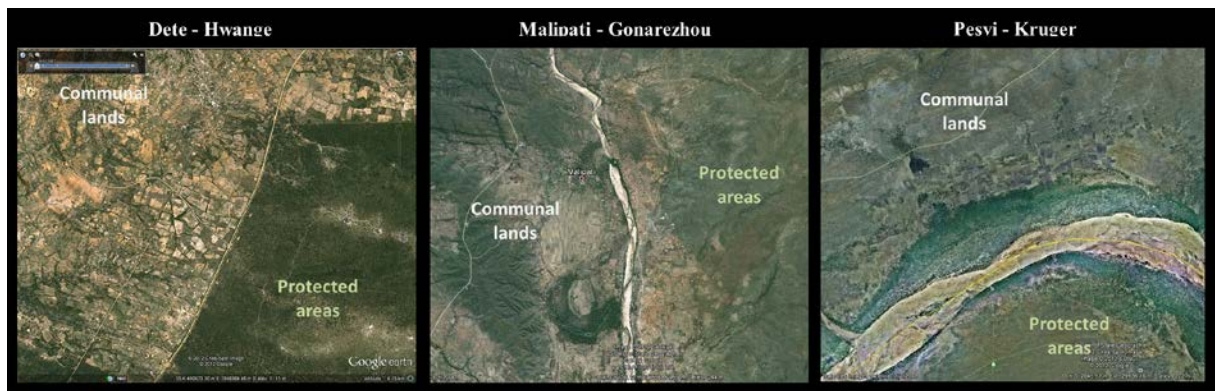 Dete - Hwange
Communal
lands
Protected
areas
Google earth
Malipati - Gonarezhou
Malipati
Protected
areas
Communal
lands
Pesvi - Kruger
Communal
lands
Protected
areas